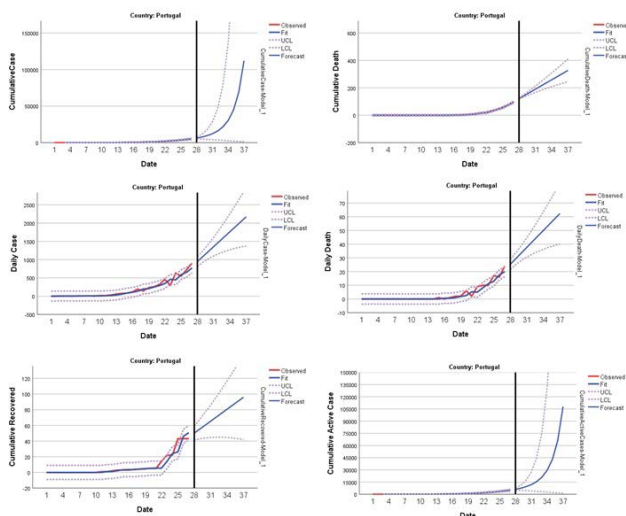 Country: Portugal
Observed
Fit
UCL
LCL
Forecast
CumulativeCase
150000
100000
50000
0
1 4 7 10 13 16 19 22 25 28 31 34 37
Date
CumulativeCase-Model_1
Country: Portugal
Observed
Fit
UCL
LCL
Forecast
Cumulative Death
600
400
200
0
-200
1 4 7 10 13 16 19 22 25 28 31 34 37
Date
CumulativeDeath-Model_1
Country: Portugal
Observed
Fit
UCL
LCL
Forecast
Daily Case
2500
2000
1500
1000
500
0
-500
1 4 7 10 13 16 19 22 25 28 31 34 37
Date
DailyCase-Model_1
Country: Portugal
Observed
Fit
UCL
LCL
Forecast
Daily Death
70
60
50
40
30
20
10
0
-10
1 4 7 10 13 16 19 22 25 28 31 34 37
Date
DailyDeath-Model_1
Country: Portugal
Observed
Fit
UCL
LCL
Forecast
Cumulative Recovered
120
100
80
60
40
20
0
-20
1 4 7 10 13 16 19 22 25 28 31 34 37
Date
CumulativeRecovered-Model_1
Country: Portugal
Observed
Fit
UCL
LCL
Forecast
Cumulative Active Case
150000
135000
120000
105000
90000
75000
60000
45000
30000
15000
0
1 4 7 10 13 16 19 22 25 28 31 34 37
Date
CumulativeActiveCases-Model_1